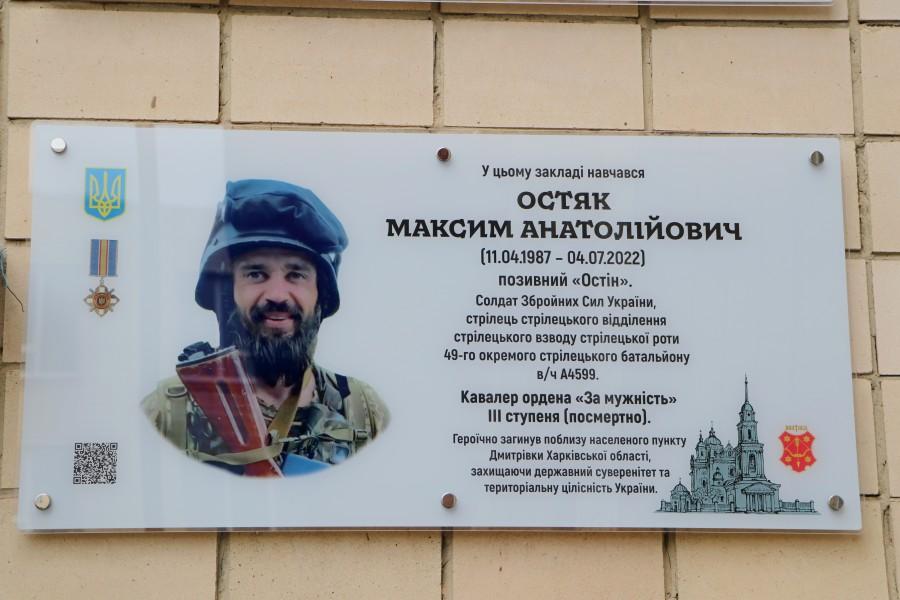 У цьому закладі навчався
ОСТЯК
МАКСИМ АНАТОЛІЙОВИЧ
(11.04.1987 – 04.07.2022)
позивний «Остін».
Солдат Збройних Сил України,
стрілець стрілецького відділення
стрілецького взводу стрілецької роти
49-го окремого стрілецького батальйону
в/ч А4599.
Кавалер ордена «За мужність»
ІІІ ступеня (посмертно).
Героїчно загинув поблизу населеного пункту
Дмитрівки Харківської області,
захищаючи державний суверенітет та
територіальну цілісність України.